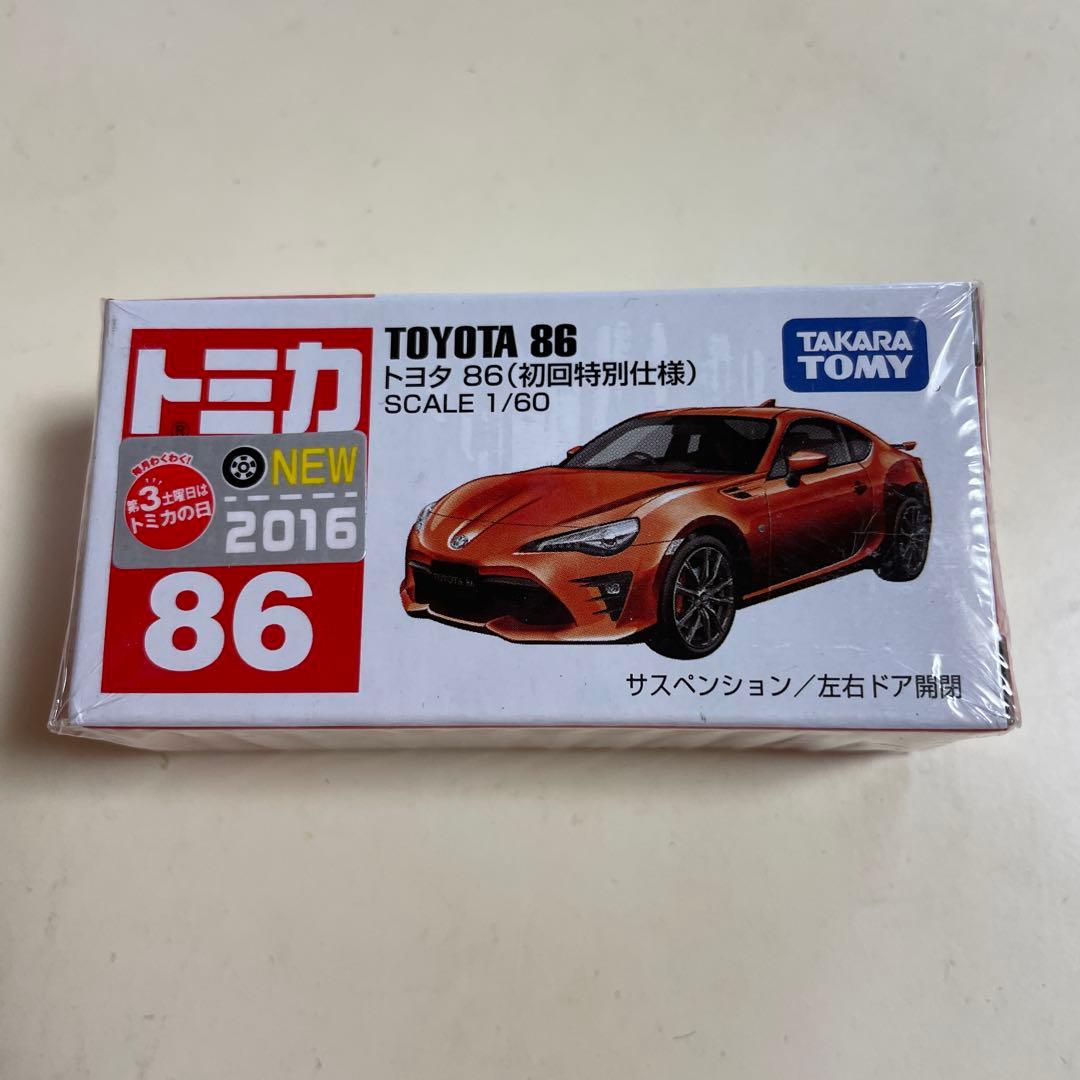 トミカ
®
毎月わくわく!
第3土曜日は
トミカの日
NEW
2016
86
TOYOTA 86
トヨタ 86(初回特別仕様)
SCALE 1/60
TAKARA
TOMY
TOYOTA 86
サスペンション/左右ドア開閉